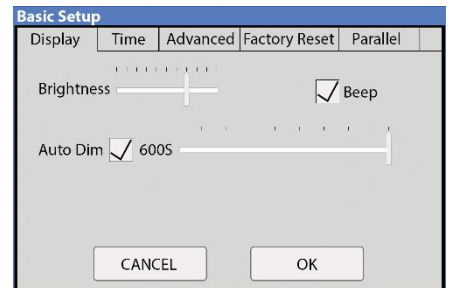 Basic Setup
Display Time Advanced Factory Reset Parallel
Brightness Beep
Auto Dim 600S
CANCEL OK